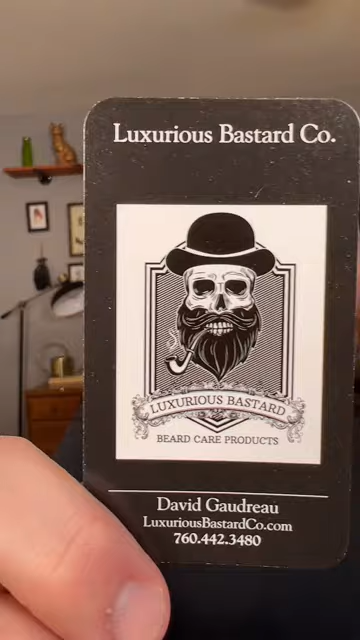 Luxurious Bastard Co.
LUXURIOUS BASTARD
BEARD CARE PRODUCTS
David Gaudreau
LuxuriousBastardCo.com
760.442.3480